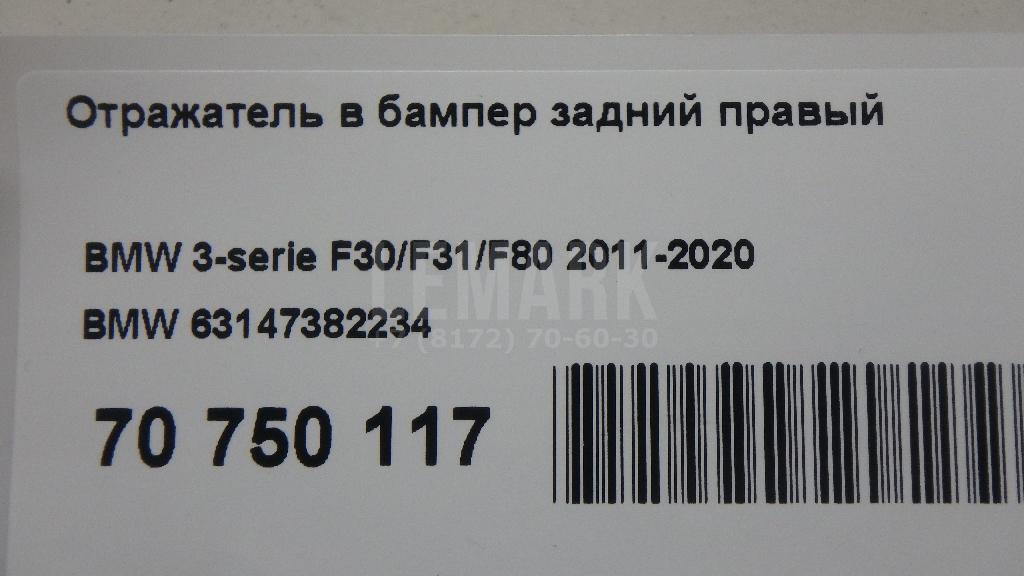 Отражатель в бампер задний правый
BMW 3-serie F30/F31/F80 2011-2020
LEMARK
BMW 63147382234
+7 (8172) 70-60-30
70 750 117